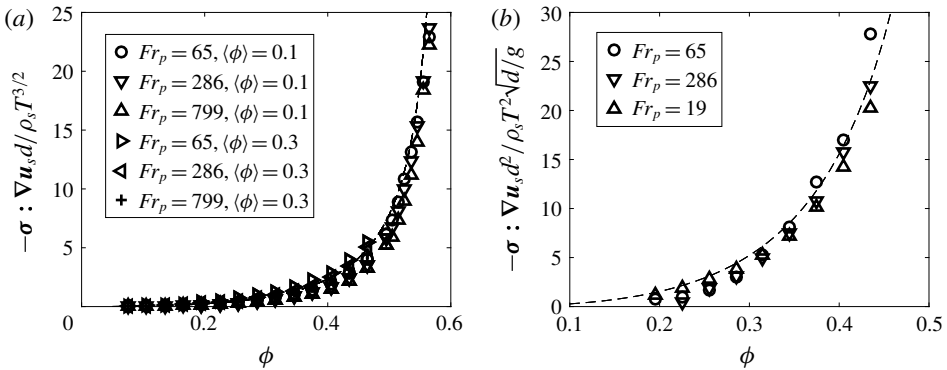 (a)
25
20
15
10
5
0
0.2
0.4
0.6
ϕ
−σ : ∇u_s d/ρ_s T^{3/2}
Fr_p = 65, ⟨ϕ⟩ = 0.1
Fr_p = 286, ⟨ϕ⟩ = 0.1
Fr_p = 799, ⟨ϕ⟩ = 0.1
Fr_p = 65, ⟨ϕ⟩ = 0.3
Fr_p = 286, ⟨ϕ⟩ = 0.3
Fr_p = 799, ⟨ϕ⟩ = 0.3
(b)
30
25
20
15
10
5
0
0.1
0.2
0.3
0.4
0.5
ϕ
−σ : ∇u_s d²/ρ_s T²√d/g
Fr_p = 65
Fr_p = 286
Fr_p = 19